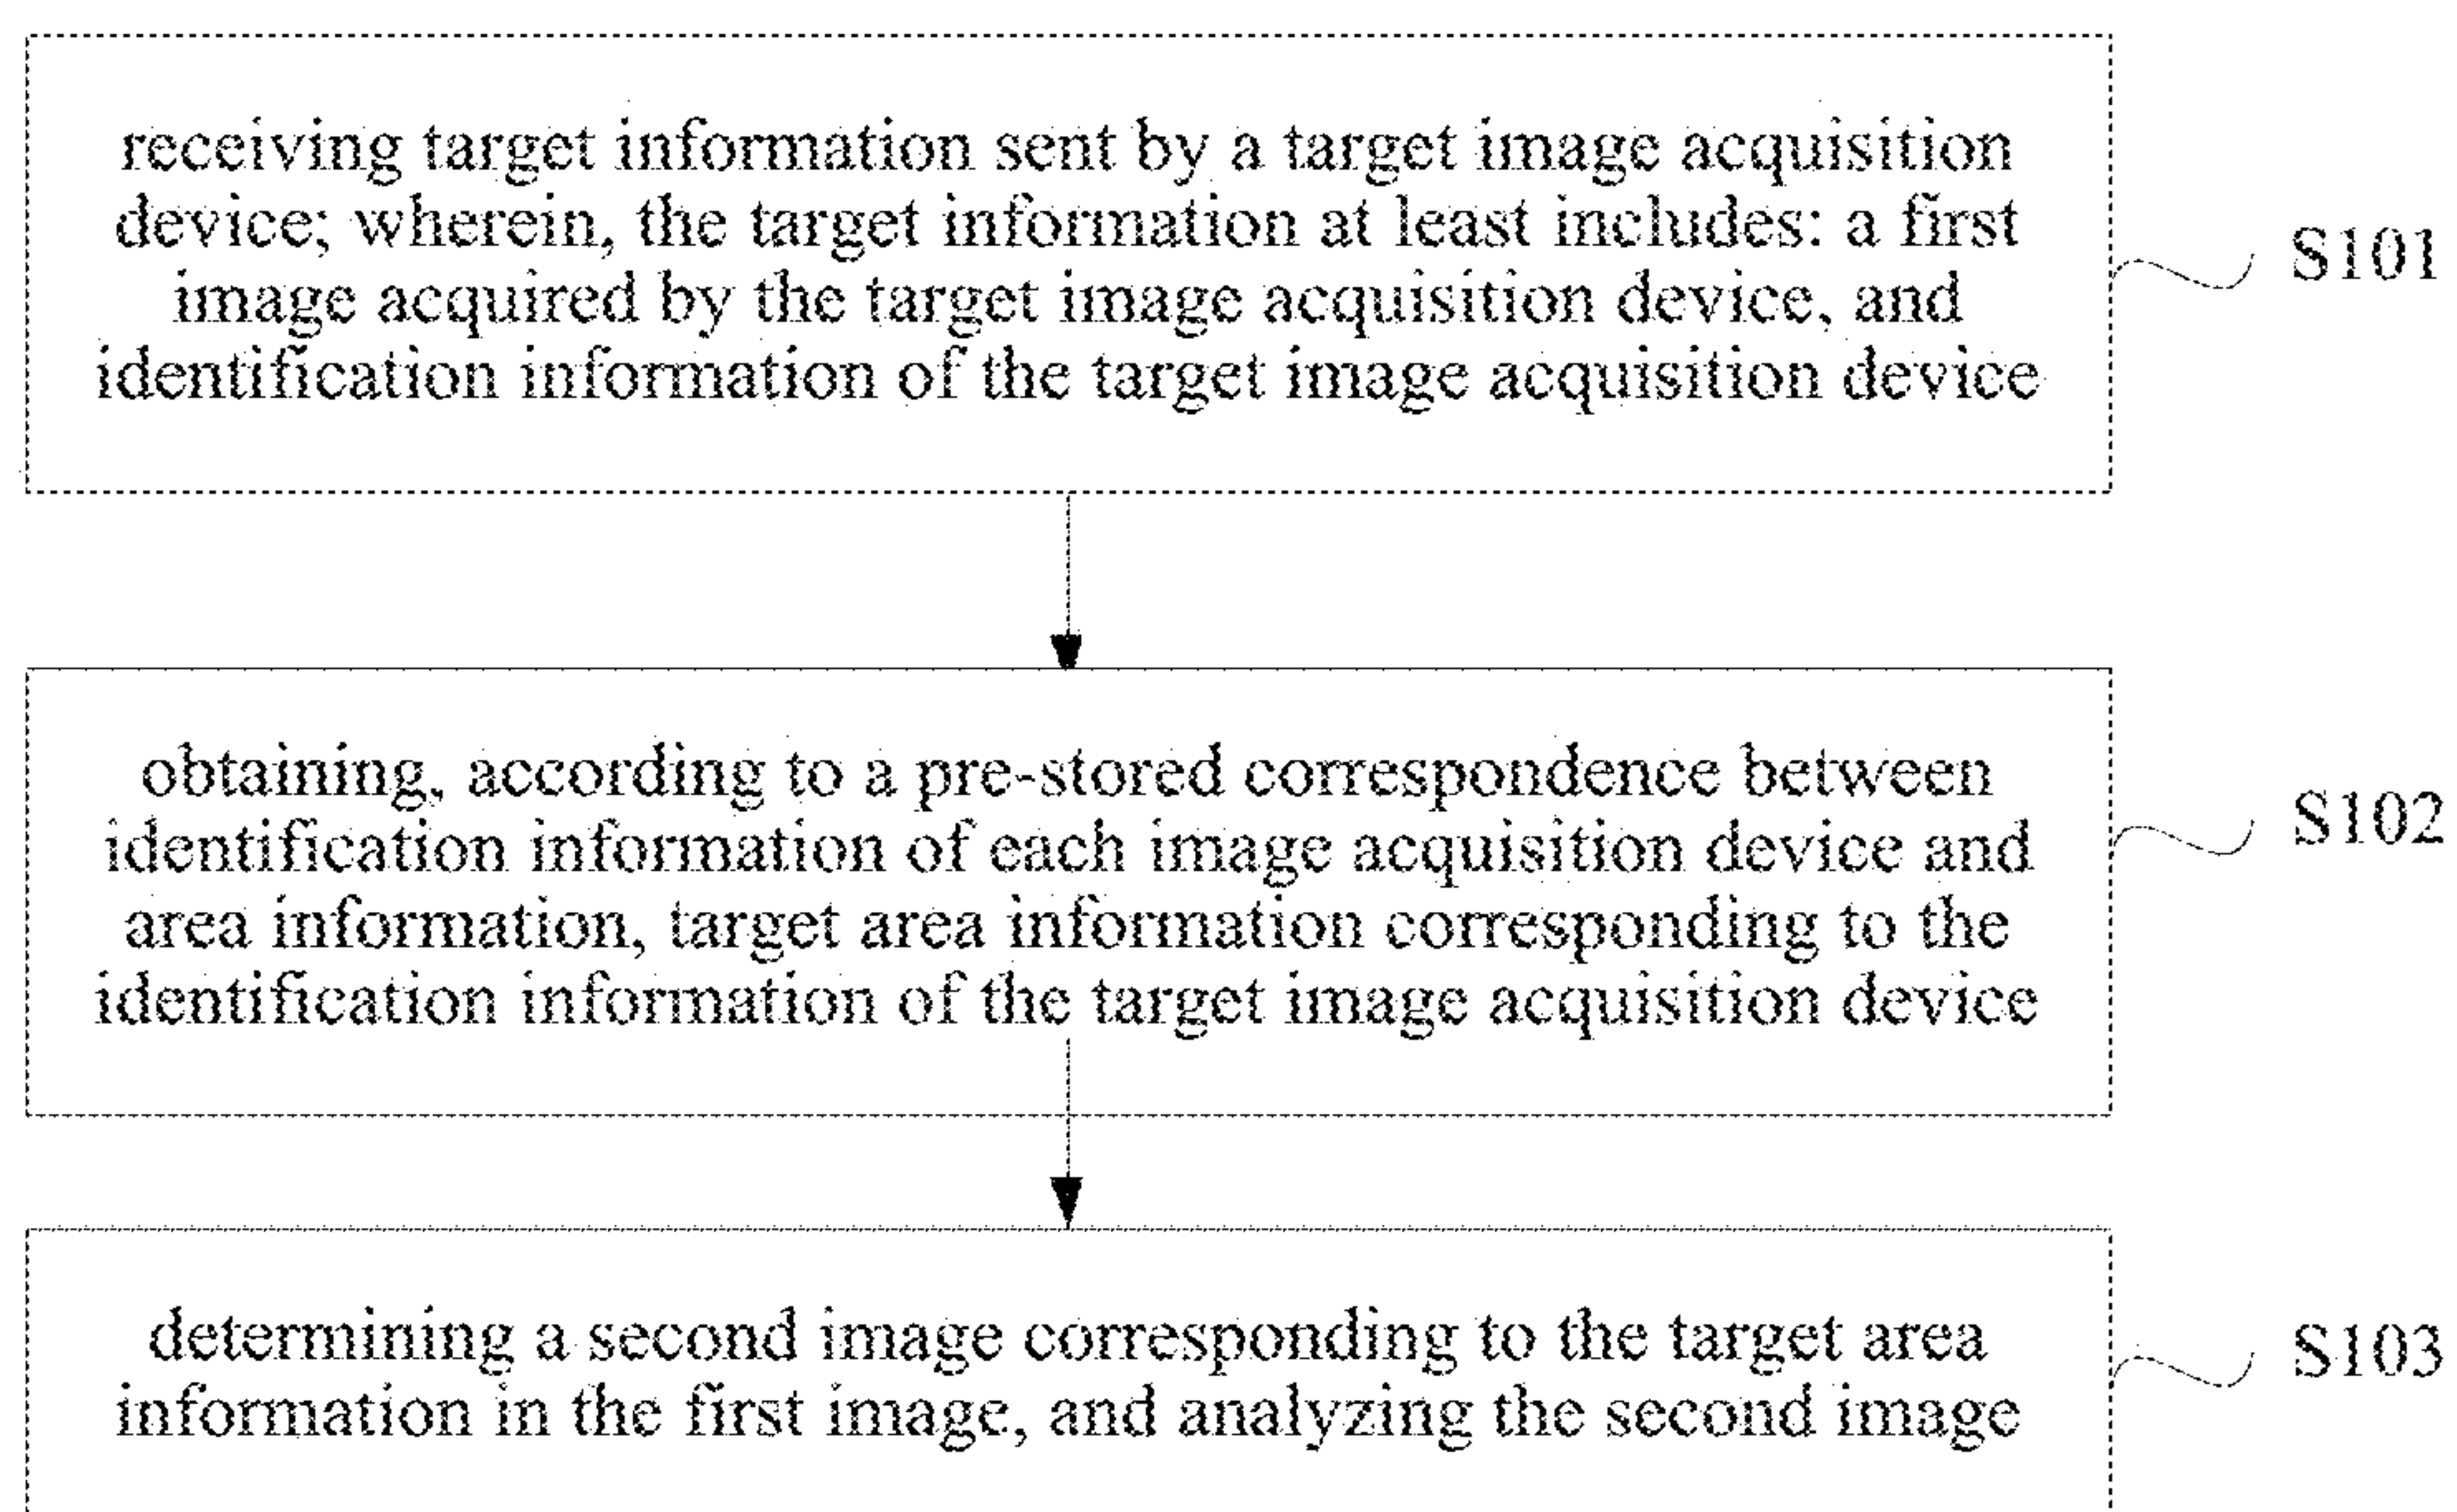 receiving target information sent by a target image acquisition
device; wherein, the target information at least includes: a first
image acquired by the target image acquisition device, and
identification information of the target image acquisition device
S101
obtaining, according to a pre-stored correspondence between
identification information of each image acquisition device and
area information, target area information corresponding to the
identification information of the target image acquisition device
S102
determining a second image corresponding to the target area
information in the first image, and analyzing the second image
S103